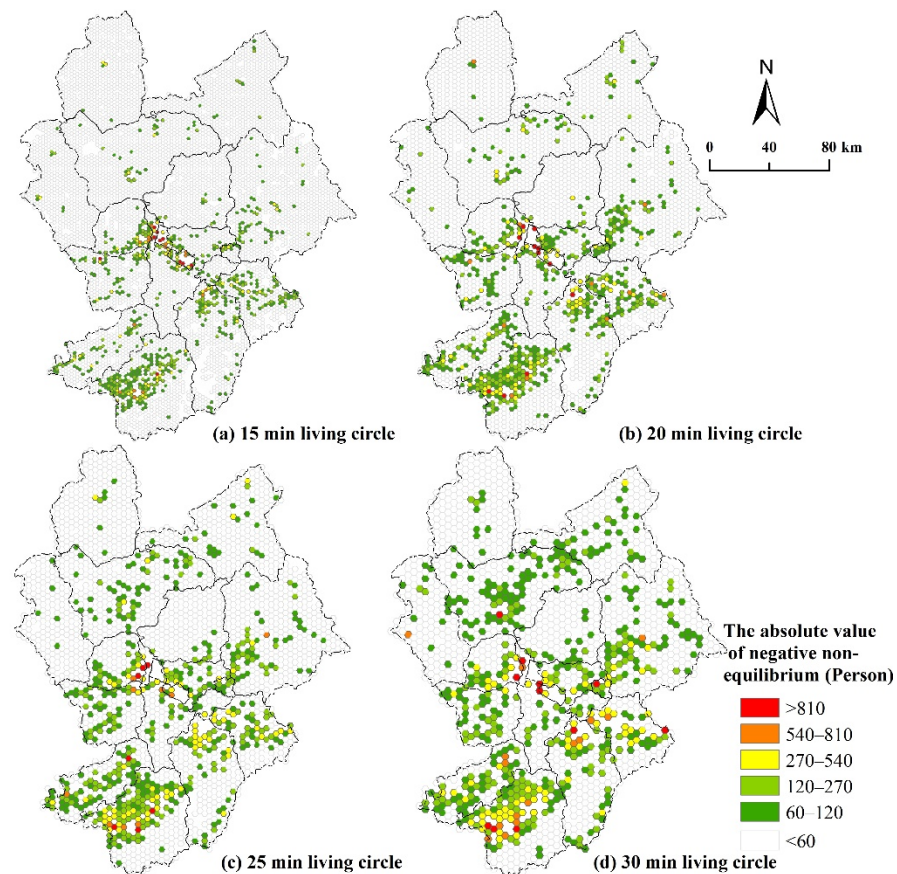 N
0 40 80 km
(a) 15 min living circle
(b) 20 min living circle
(c) 25 min living circle
(d) 30 min living circle
The absolute value
of negative non-
equilibrium (Person)
>810
540–810
270–540
120–270
60–120
<60